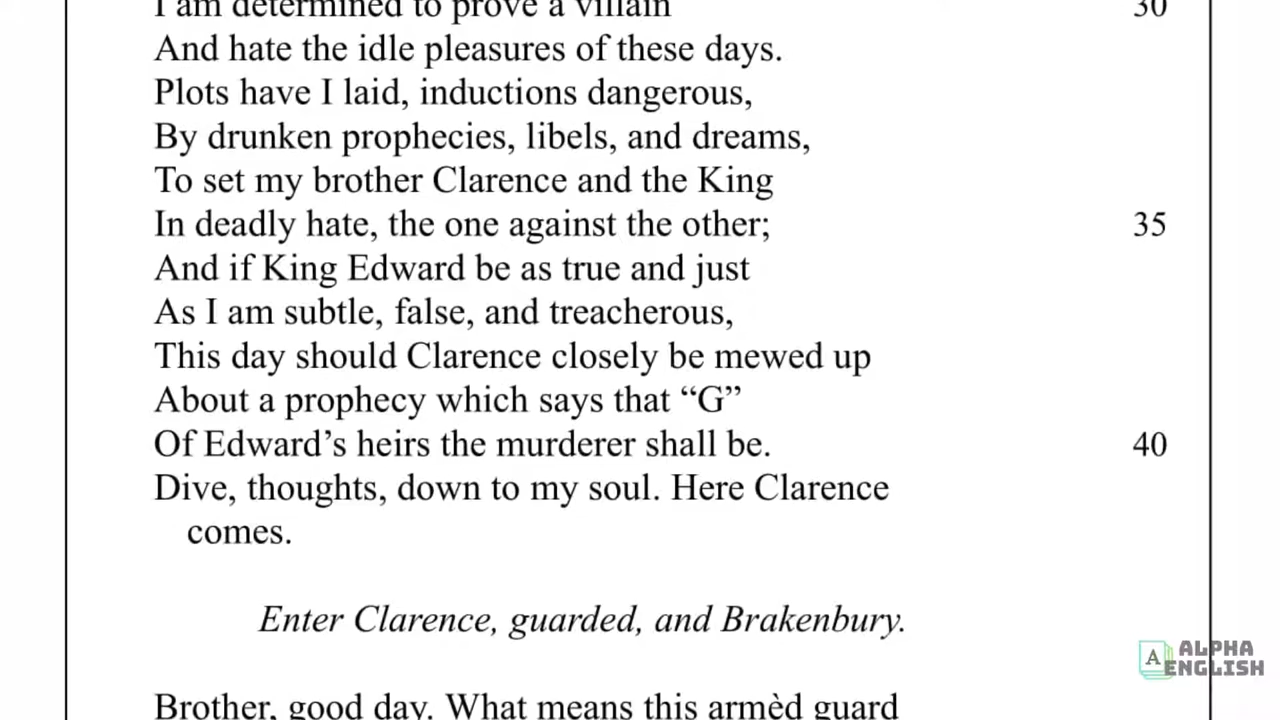 I am determined to prove a villain 30
And hate the idle pleasures of these days.
Plots have I laid, inductions dangerous,
By drunken prophecies, libels, and dreams,
To set my brother Clarence and the King
In deadly hate, the one against the other; 35
And if King Edward be as true and just
As I am subtle, false, and treacherous,
This day should Clarence closely be mewed up
About a prophecy which says that “G”
Of Edward’s heirs the murderer shall be. 40
Dive, thoughts, down to my soul. Here Clarence
comes.
Enter Clarence, guarded, and Brakenbury.
A ALPHA
ENGLISH
Brother, good day. What means this armèd guard